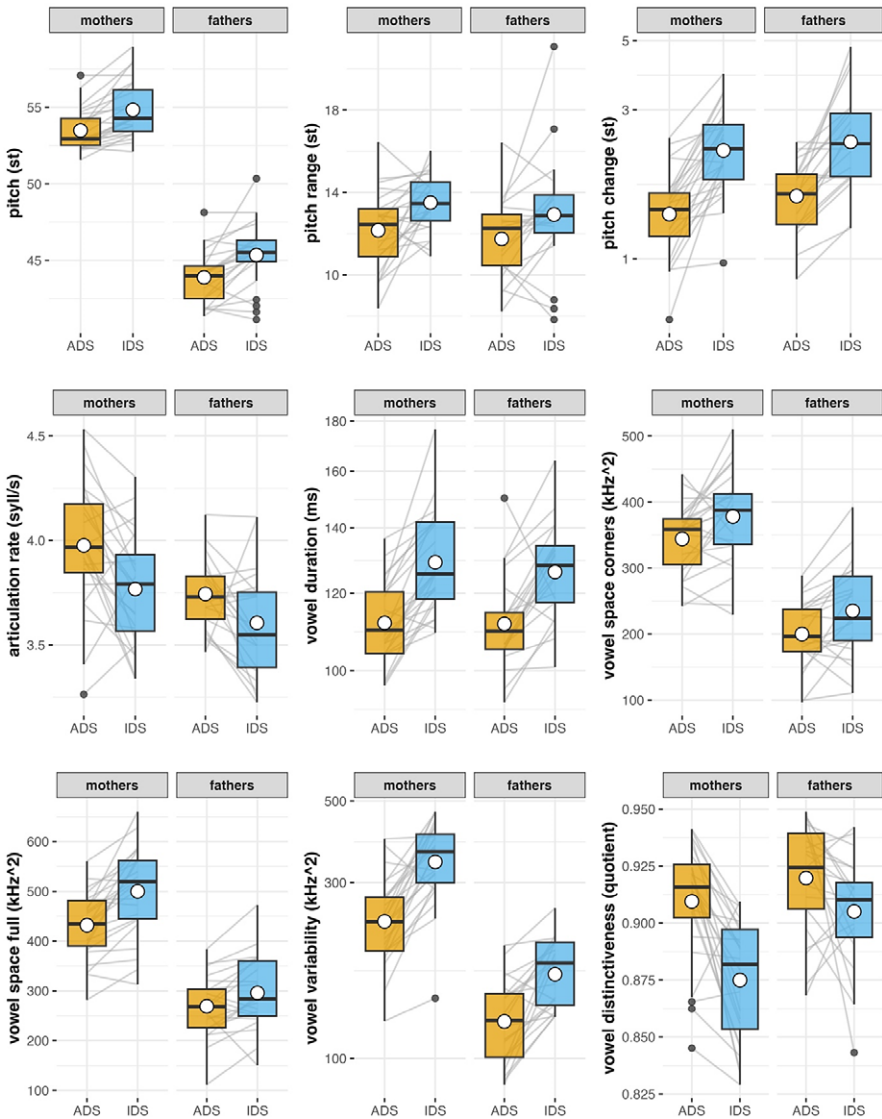 mothers fathers
pitch (st)
55
50
45
ADS IDS ADS IDS
mothers fathers
pitch range (st)
18
14
10
ADS IDS ADS IDS
mothers fathers
pitch change (st)
5
3
1
ADS IDS ADS IDS
mothers fathers
articulation rate (syll/s)
4.5
4.0
3.5
ADS IDS ADS IDS
mothers fathers
vowel duration (ms)
180
160
140
120
100
ADS IDS ADS IDS
mothers fathers
vowel space corners (kHz^2)
500
400
300
200
100
ADS IDS ADS IDS
mothers fathers
vowel space full (kHz^2)
600
500
400
300
200
100
ADS IDS ADS IDS
mothers fathers
vowel variability (kHz^2)
500
300
100
ADS IDS ADS IDS
mothers fathers
vowel distinctiveness (quotient)
0.950
0.925
0.900
0.875
0.850
0.825
ADS IDS ADS IDS